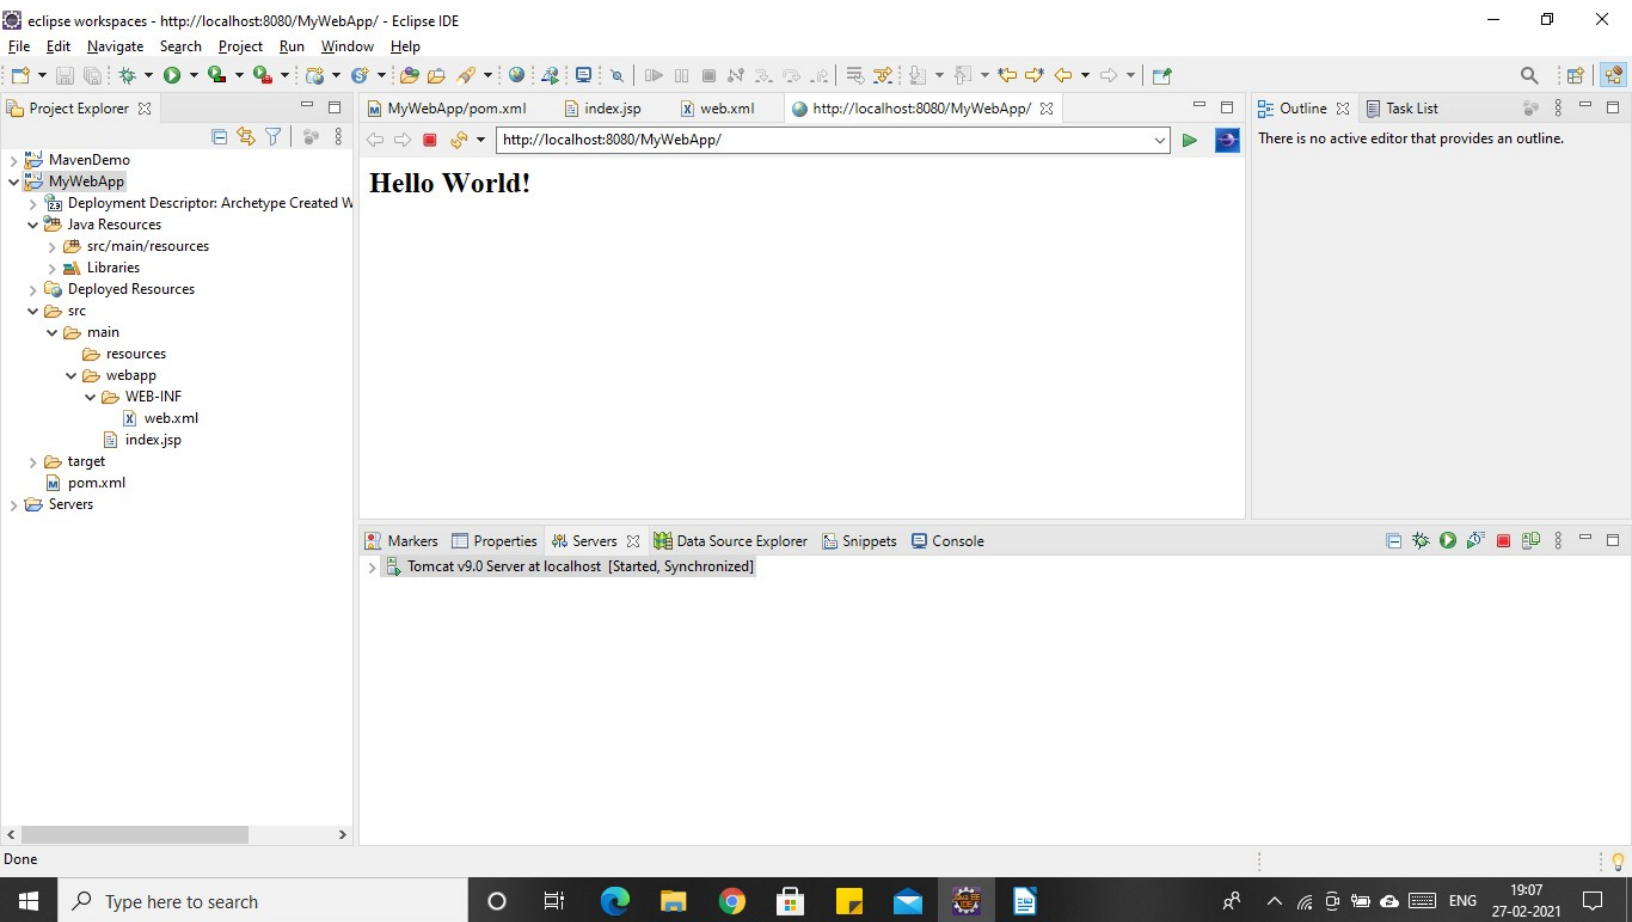 eclipse workspaces - http://localhost:8080/MyWebApp/ - Eclipse IDE
File Edit Navigate Search Project Run Window Help
Project Explorer
MavenDemo
MyWebApp
Deployment Descriptor: Archetype Created W
Java Resources
src/main/resources
Libraries
Deployed Resources
src
main
resources
webapp
WEB-INF
web.xml
index.jsp
target
pom.xml
Servers
MyWebApp/pom.xml index.jsp web.xml http://localhost:8080/MyWebApp/
http://localhost:8080/MyWebApp/
Hello World!
Outline Task List
There is no active editor that provides an outline.
Markers Properties Servers Data Source Explorer Snippets Console
Tomcat v9.0 Server at localhost [Started, Synchronized]
Done
Type here to search
ENG
19:07
27-02-2021